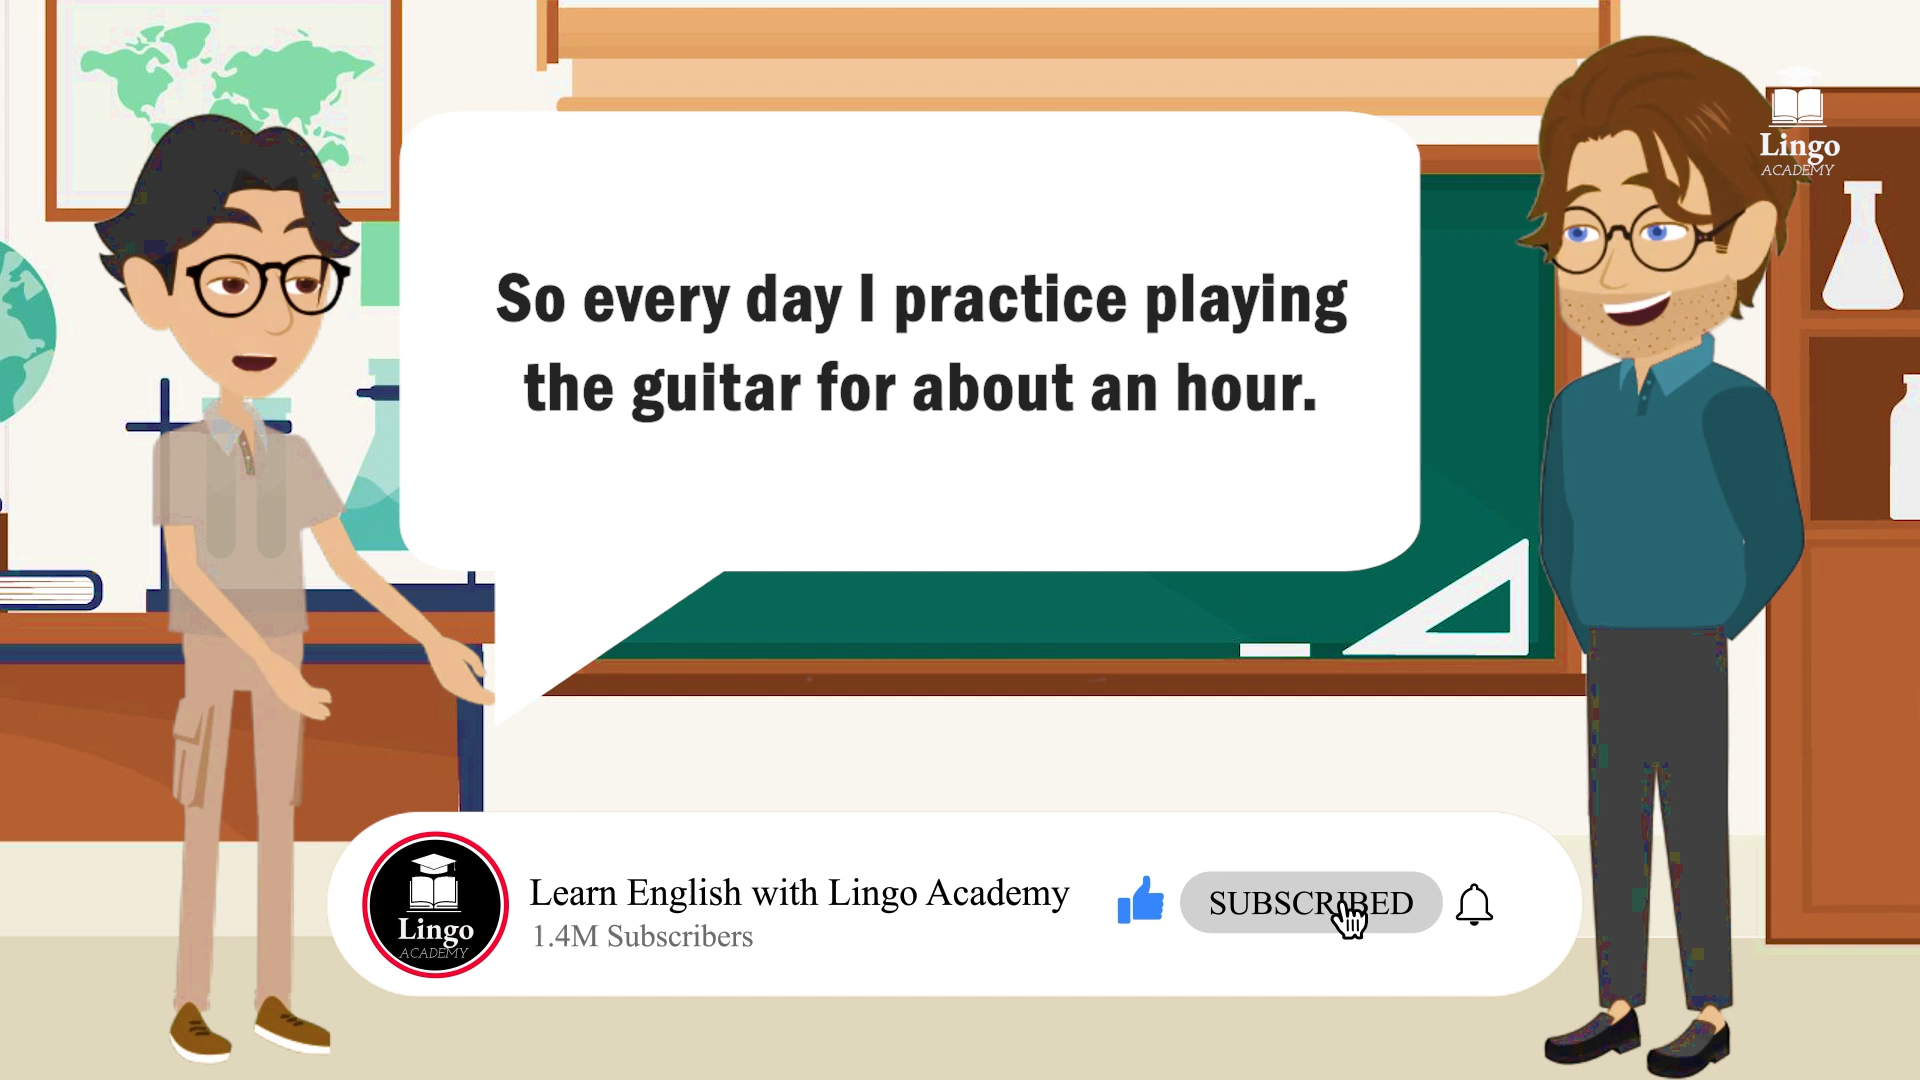 Lingo
ACADEMY
So every day I practice playing
the guitar for about an hour.
Lingo
ACADEMY
Learn English with Lingo Academy
1.4M Subscribers
SUBSCRIBED